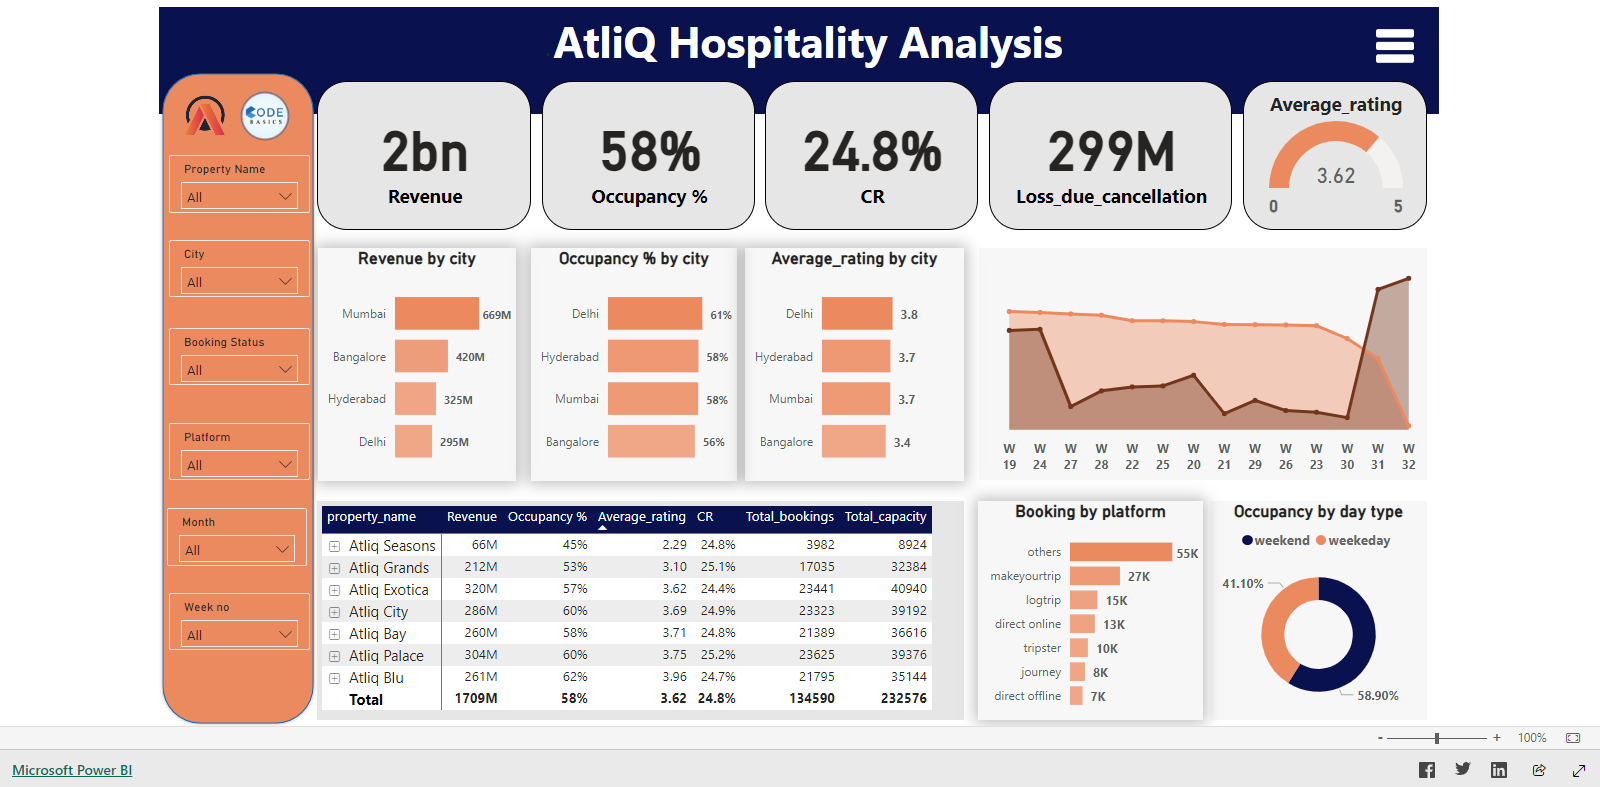 AtliQ Hospitality Analysis
CODE
BASICS
Property Name
All
City
All
Booking Status
All
Platform
All
Month
All
Week no
All
2bn
Revenue
58%
Occupancy %
24.8%
CR
299M
Loss_due_cancellation
Average_rating
3.62
0 5
Revenue by city
Mumbai 669M
Bangalore 420M
Hyderabad 325M
Delhi 295M
Occupancy % by city
Delhi 61%
Hyderabad 58%
Mumbai 58%
Bangalore 56%
Average_rating by city
Delhi 3.8
Hyderabad 3.7
Mumbai 3.7
Bangalore 3.4
W W W W W W W W W W W W W W
19 24 27 28 22 25 20 21 29 26 23 30 31 32
property_name Revenue Occupancy % Average_rating CR Total_bookings Total_capacity
Atliq Seasons 66M 45% 2.29 24.8% 3982 8924
Atliq Grands 212M 53% 3.10 25.1% 17035 32384
Atliq Exotica 320M 57% 3.62 24.4% 23441 40940
Atliq City 286M 60% 3.69 24.9% 23323 39192
Atliq Bay 260M 58% 3.71 24.8% 21389 36616
Atliq Palace 304M 60% 3.75 25.2% 23625 39376
Atliq Blu 261M 62% 3.96 24.7% 21795 35144
Total 1709M 58% 3.62 24.8% 134590 232576
Booking by platform
others 55K
makeyourtrip 27K
logtrip 15K
direct online 13K
tripster 10K
journey 8K
direct offline 7K
Occupancy by day type
weekend weekeday
41.10%
58.90%
- + 100%
Microsoft Power BI